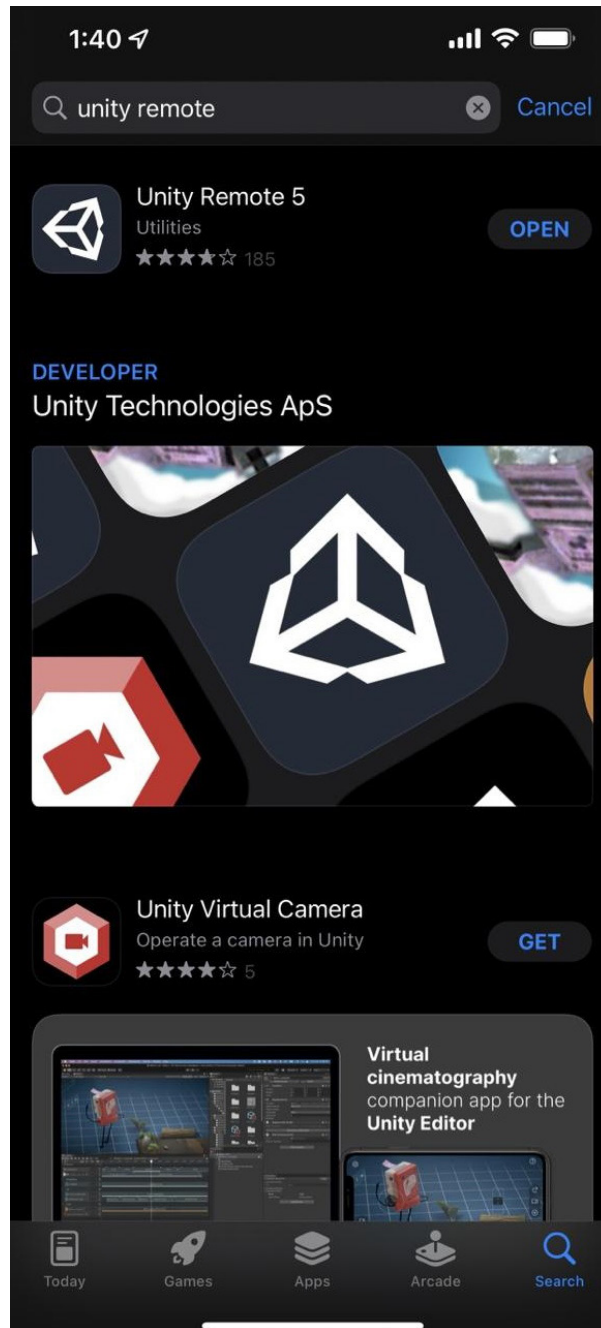 1:40
unity remote
Cancel
Unity Remote 5
Utilities
OPEN
185
DEVELOPER
Unity Technologies ApS
Unity Virtual Camera
Operate a camera in Unity
GET
5
Virtual
cinematography
companion app for the
Unity Editor
Today
Games
Apps
Arcade
Search